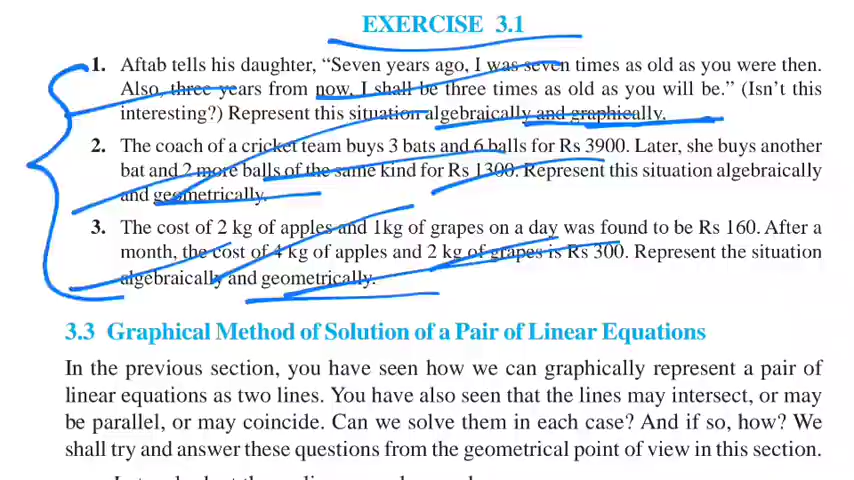 EXERCISE 3.1
1. Aftab tells his daughter, “Seven years ago, I was seven times as old as you were then.
Also, three years from now, I shall be three times as old as you will be.” (Isn’t this
interesting?) Represent this situation algebraically and graphically.
2. The coach of a cricket team buys 3 bats and 6 balls for Rs 3900. Later, she buys another
bat and 2 more balls of the same kind for Rs 1300. Represent this situation algebraically
and geometrically.
3. The cost of 2 kg of apples and 1kg of grapes on a day was found to be Rs 160. After a
month, the cost of 4 kg of apples and 2 kg of grapes is Rs 300. Represent the situation
algebraically and geometrically.
3.3 Graphical Method of Solution of a Pair of Linear Equations
In the previous section, you have seen how we can graphically represent a pair of
linear equations as two lines. You have also seen that the lines may intersect, or may
be parallel, or may coincide. Can we solve them in each case? And if so, how? We
shall try and answer these questions from the geometrical point of view in this section.